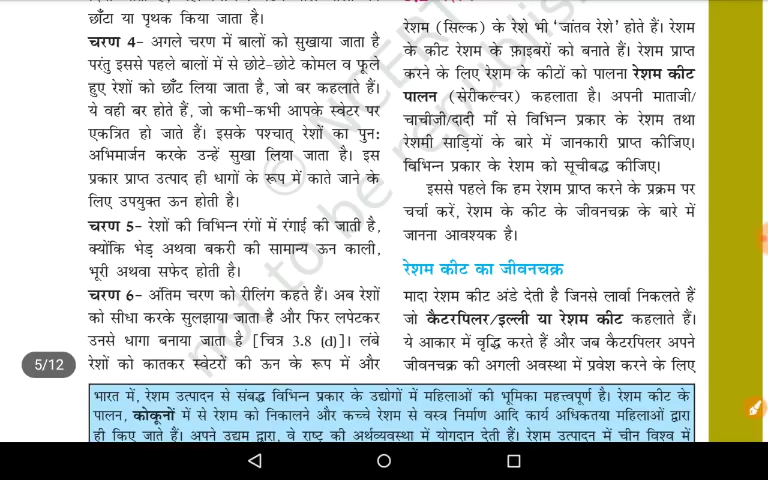 छाँटा या पृथक किया जाता है।
चरण 4- अगले चरण में बालों को सुखाया जाता है
परंतु इससे पहले बालों में से छोटे-छोटे कोमल व फूले
हुए रेशों को छाँट लिया जाता है, जो बर कहलाते हैं।
ये वही बर होते हैं, जो कभी-कभी आपके स्वेटर पर
एकत्रित हो जाते हैं। इसके पश्चात् रेशों का पुन:
अभिमार्जन करके उन्हें सुखा लिया जाता है। इस
प्रकार प्राप्त उत्पाद ही धागों के रूप में काते जाने के
लिए उपयुक्त ऊन होती है।
चरण 5- रेशों की विभिन्न रंगों में रंगाई की जाती है,
क्योंकि भेड़ अथवा बकरी की सामान्य ऊन काली,
भूरी अथवा सफेद होती है।
चरण 6- अंतिम चरण को रीलिंग कहते हैं। अब रेशों
को सीधा करके सुलझाया जाता है और फिर लपेटकर
उनसे धागा बनाया जाता है [चित्र 3.8 (d)]। लंबे
रेशों को कातकर स्वेटरों की ऊन के रूप में और
रेशम (सिल्क) के रेशे भी 'जांतव रेशे' होते हैं। रेशम
के कीट रेशम के फ़ाइबरों को बनाते हैं। रेशम प्राप्त
करने के लिए रेशम के कीटों को पालना रेशम कीट
पालन (सेरीकल्चर) कहलाता है। अपनी माताजी/
चाचीजी/दादी माँ से विभिन्न प्रकार के रेशम तथा
रेशमी साड़ियों के बारे में जानकारी प्राप्त कीजिए।
विभिन्न प्रकार के रेशम को सूचीबद्ध कीजिए।
इससे पहले कि हम रेशम प्राप्त करने के प्रक्रम पर
चर्चा करें, रेशम के कीट के जीवनचक्र के बारे में
जानना आवश्यक है।
रेशम कीट का जीवनचक्र
मादा रेशम कीट अंडे देती है जिनसे लार्वा निकलते हैं
जो कैटरपिलर/इल्ली या रेशम कीट कहलाते हैं।
ये आकार में वृद्धि करते हैं और जब कैटरपिलर अपने
जीवनचक्र की अगली अवस्था में प्रवेश करने के लिए
5/12
भारत में, रेशम उत्पादन से संबद्ध विभिन्न प्रकार के उद्योगों में महिलाओं की भूमिका महत्त्वपूर्ण है। रेशम कीट के
पालन, कोकूनों में से रेशम को निकालने और कच्चे रेशम से वस्त्र निर्माण आदि कार्य अधिकतया महिलाओं द्वारा
ही किए जाते हैं। अपने उद्यम द्वारा, वे राष्ट्र की अर्थव्यवस्था में योगदान देती हैं। रेशम उत्पादन में चीन विश्व में
© NCERT
not to be republished